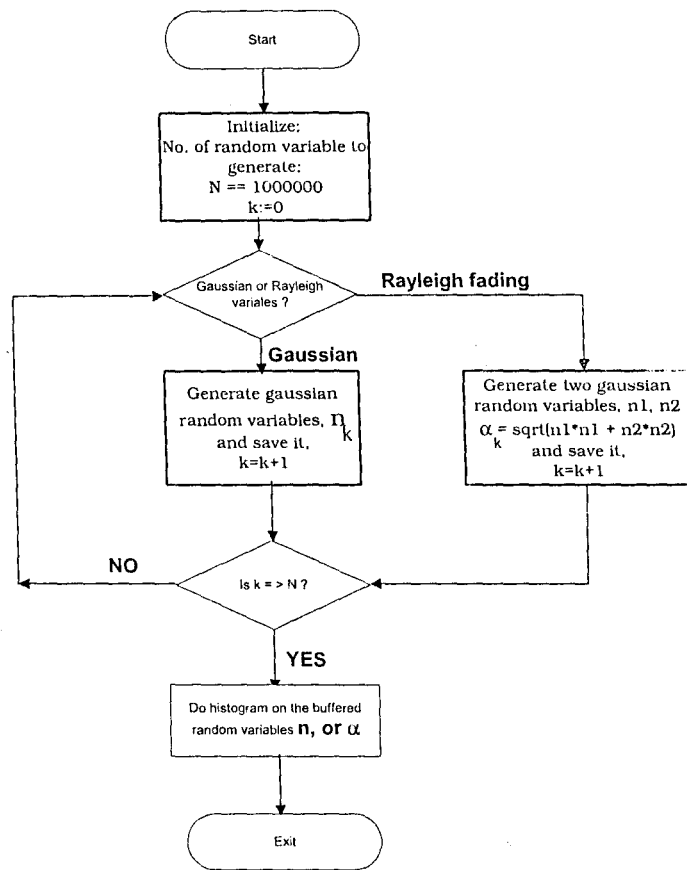 Start
Initialize:
No. of random variable to
generate:
N == 1000000
k:=0
Gaussian or Rayleigh
variales ?
Rayleigh fading
Gaussian
Generate gaussian
random variables, n_k
and save it,
k=k+1
Generate two gaussian
random variables, n1, n2
α_k = sqrt(n1*n1 + n2*n2)
and save it,
k=k+1
NO
Is k = > N ?
YES
Do histogram on the buffered
random variables n, or α
Exit